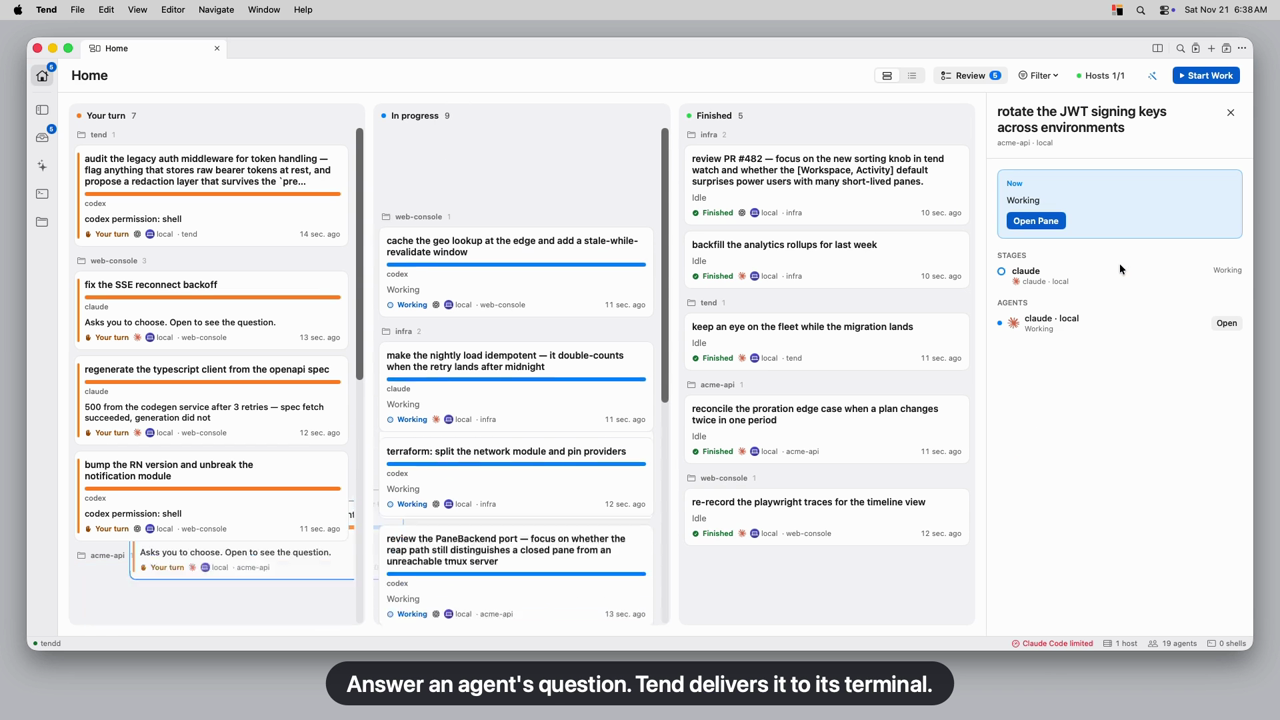 Tend File Edit View Editor Navigate Window Help Sat Nov 21 6:38 AM
Home
5
Home
Review 5
Filter
Hosts 1/1
Start Work
5
Your turn 7
tend 1
audit the legacy auth middleware for token handling —
flag anything that stores raw bearer tokens at rest, and
propose a redaction layer that survives the `pre...
codex
codex permission: shell
Your turn local · tend 14 sec. ago
web-console 3
fix the SSE reconnect backoff
claude
Asks you to choose. Open to see the question.
Your turn local · web-console 13 sec. ago
regenerate the typescript client from the openapi spec
claude
500 from the codegen service after 3 retries — spec fetch
succeeded, generation did not
Your turn local · web-console 12 sec. ago
bump the RN version and unbreak the
notification module
codex
codex permission: shell
Your turn local · web-console 11 sec. ago
acme-api
Asks you to choose. Open to see the question.
Your turn local · acme-api
In progress 9
web-console 1
cache the geo lookup at the edge and add a stale-while-
revalidate window
codex
Working
Working local · web-console 11 sec. ago
infra 2
make the nightly load idempotent — it double-counts
when the retry lands after midnight
claude
Working
Working local · infra 11 sec. ago
terraform: split the network module and pin providers
codex
Working
Working local · infra 12 sec. ago
review the PaneBackend port — focus on whether the
reap path still distinguishes a closed pane from an
unreachable tmux server
codex
Working
Working local · acme-api 13 sec. ago
Finished 5
infra 2
review PR #482 — focus on the new sorting knob in tend
watch and whether the [Workspace, Activity] default
surprises power users with many short-lived panes.
Idle
Finished local · infra 10 sec. ago
backfill the analytics rollups for last week
Idle
Finished local · infra 10 sec. ago
tend 1
keep an eye on the fleet while the migration lands
Idle
Finished local · tend 11 sec. ago
acme-api 1
reconcile the proration edge case when a plan changes
twice in one period
Idle
Finished local · acme-api 11 sec. ago
web-console 1
re-record the playwright traces for the timeline view
Idle
Finished local · web-console 12 sec. ago
rotate the JWT signing keys
across environments
acme-api · local
Now
Working
Open Pane
STAGES
claude Working
claude · local
AGENTS
claude · local
Working
Open
tendd
Claude Code limited 1 host 19 agents 0 shells
Answer an agent's question. Tend delivers it to its terminal.